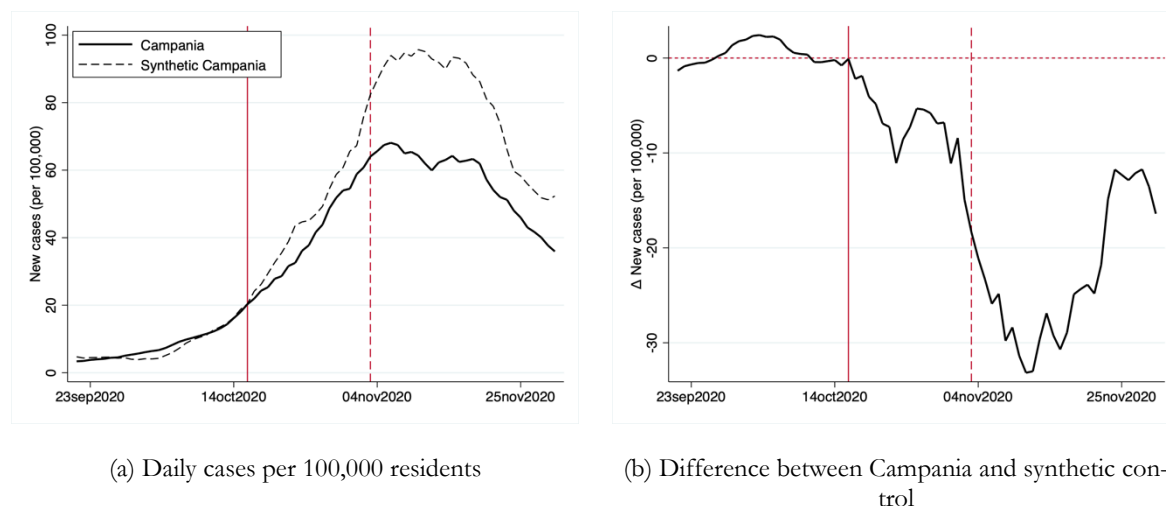 New cases (per 100,000)
100
80
60
40
20
0
Campania
Synthetic Campania
23sep2020
14oct2020
04nov2020
25nov2020
(a) Daily cases per 100,000 residents
Δ New cases (per 100,000)
0
-10
-20
-30
23sep2020
14oct2020
04nov2020
25nov2020
(b) Difference between Campania and synthetic con-
trol